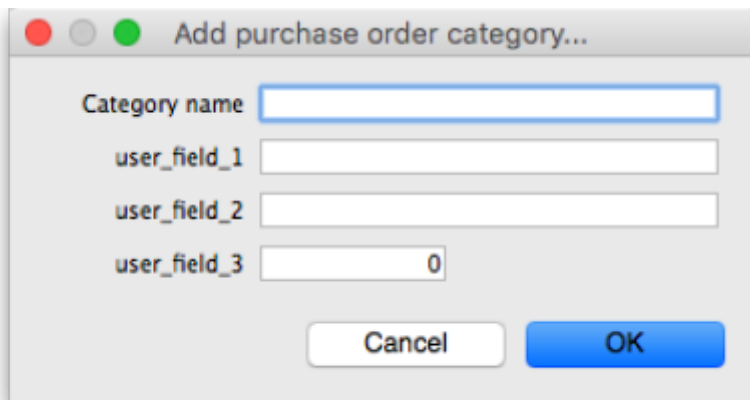 Add purchase order category...
Category name
user_field_1
user_field_2
user_field_3 0
Cancel OK